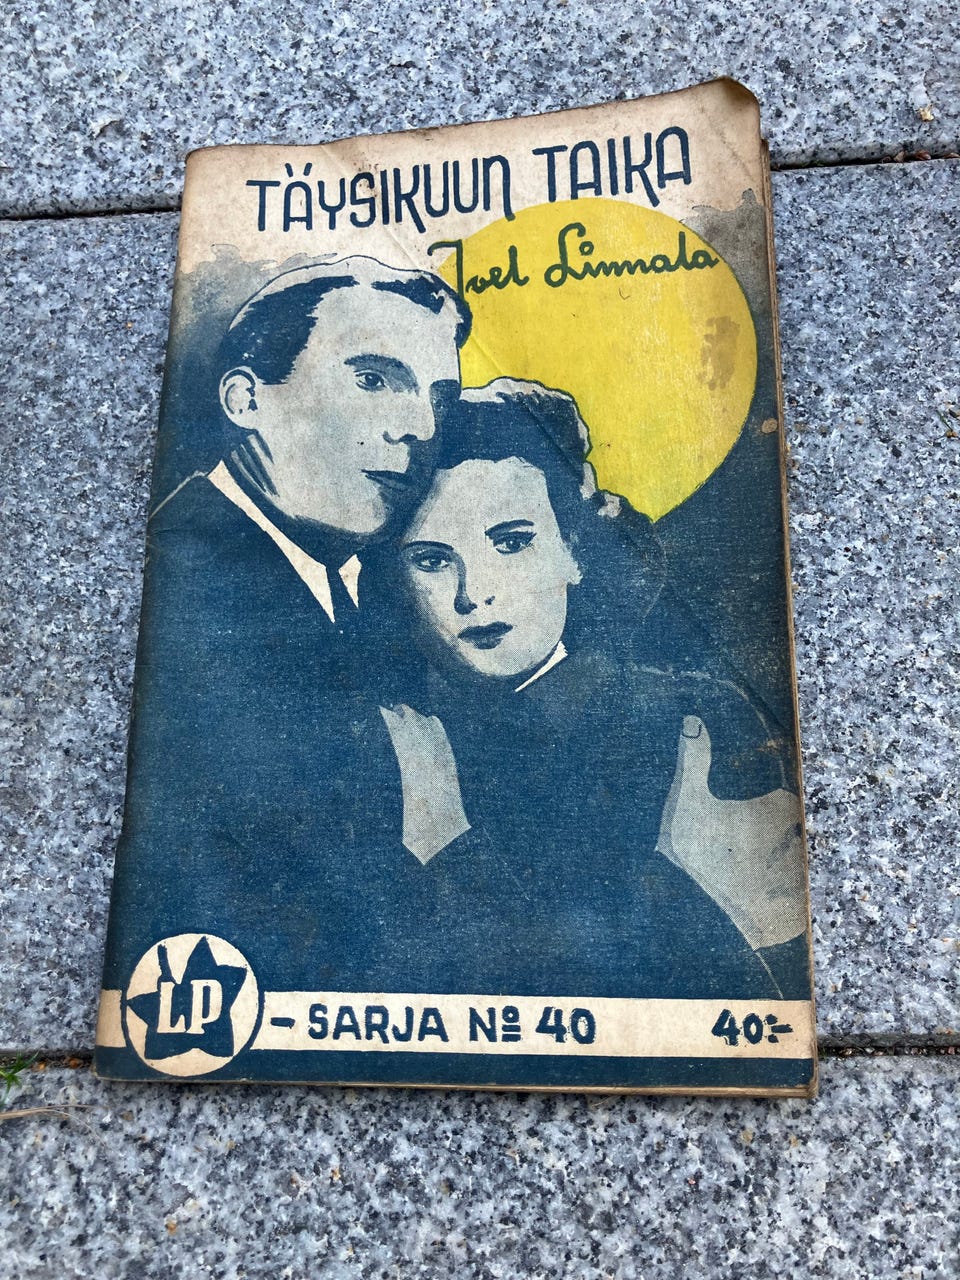 TÄYSIKUUN TAIKA
Joel Linnala
LP - SARJA Nº 40 40:-